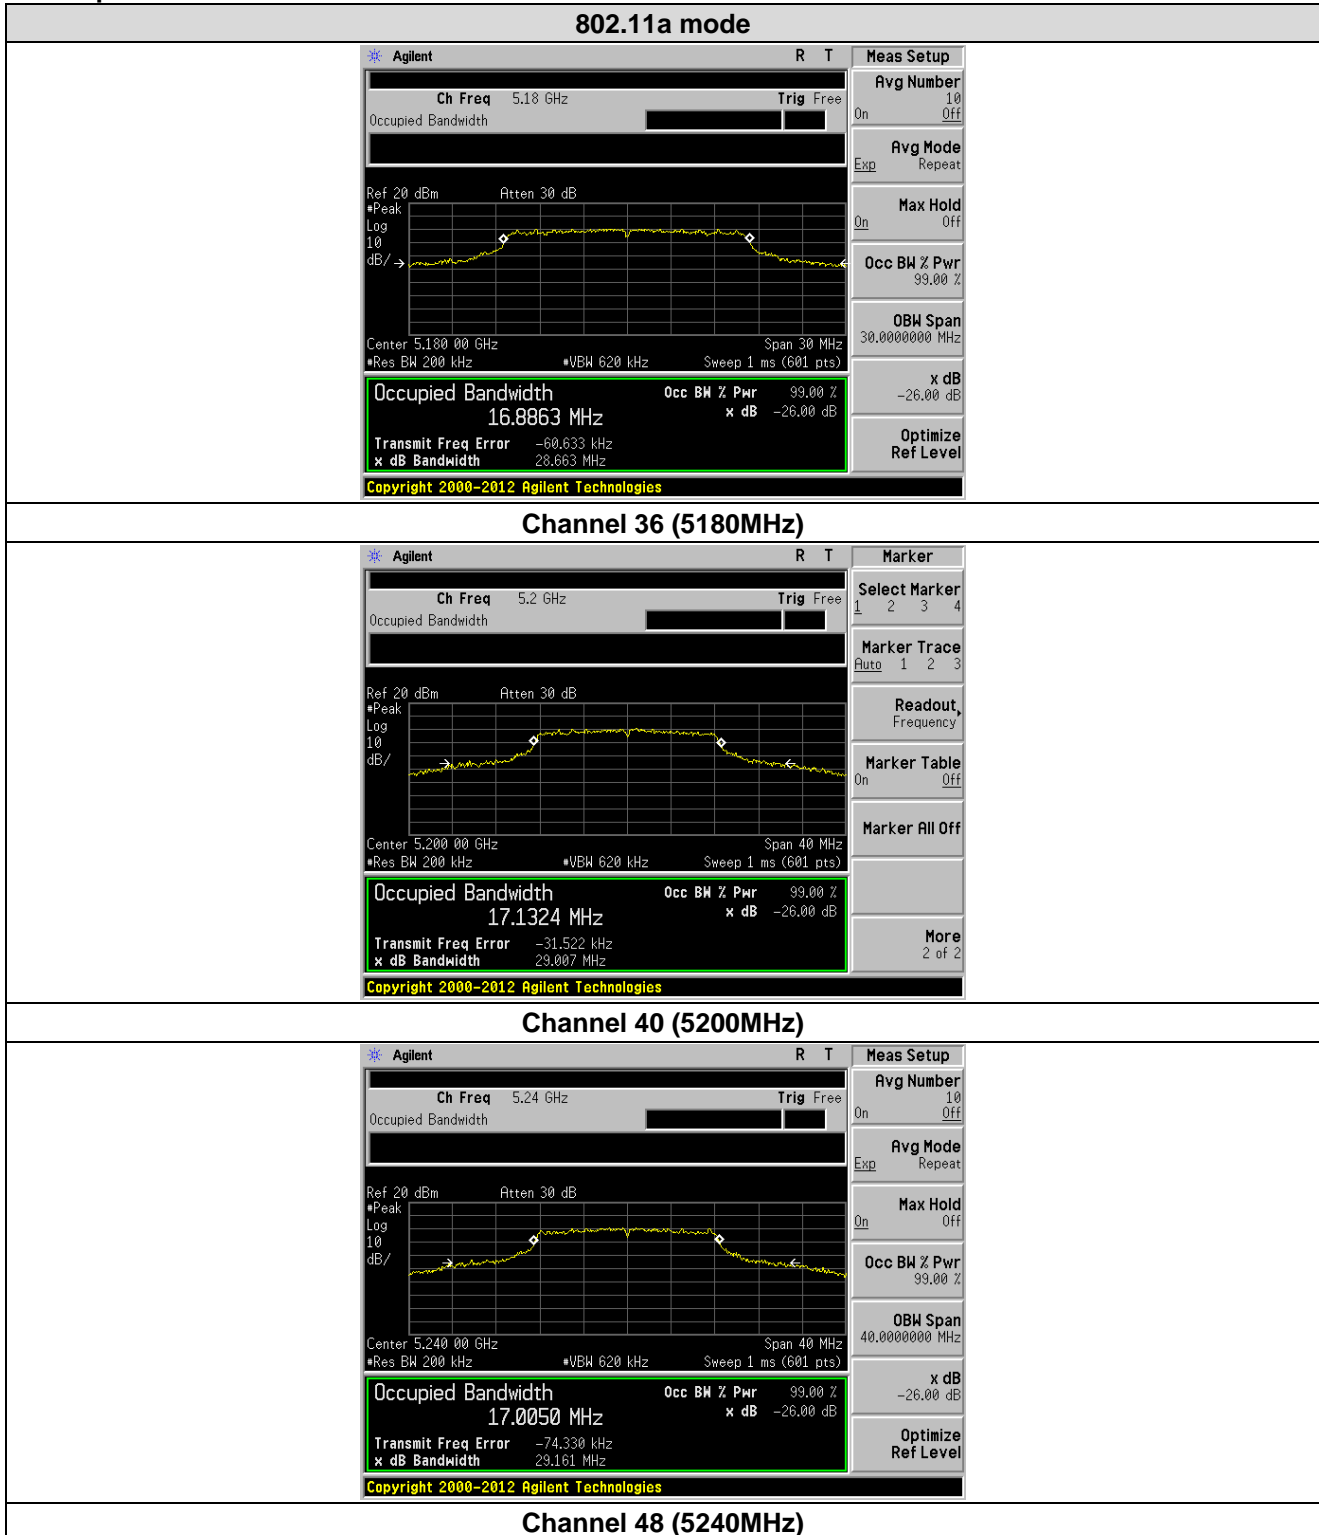 802.11a mode
Agilent R T Meas Setup
Ch Freq 5.18 GHz Trig Free
Occupied Bandwidth
Avg Number
10
On Off
Avg Mode
Exp Repeat
Max Hold
On Off
Occ BW % Pwr
99.00 %
OBW Span
30.0000000 MHz
x dB
-26.00 dB
Optimize
Ref Level
Ref 20 dBm Atten 30 dB
#Peak
Log
10
dB/
Center 5.180 00 GHz Span 30 MHz
#Res BW 200 kHz #VBW 620 kHz Sweep 1 ms (601 pts)
Occupied Bandwidth Occ BW % Pwr 99.00 %
16.8863 MHz x dB -26.00 dB
Transmit Freq Error -60.633 kHz
x dB Bandwidth 28.663 MHz
Copyright 2000-2012 Agilent Technologies
Channel 36 (5180MHz)
Agilent R T Marker
Ch Freq 5.2 GHz Trig Free
Occupied Bandwidth
Select Marker
1 2 3 4
Marker Trace
Auto 1 2 3
Readout
Frequency
Marker Table
On Off
Marker All Off
More
2 of 2
Ref 20 dBm Atten 30 dB
#Peak
Log
10
dB/
Center 5.200 00 GHz Span 40 MHz
#Res BW 200 kHz #VBW 620 kHz Sweep 1 ms (601 pts)
Occupied Bandwidth Occ BW % Pwr 99.00 %
17.1324 MHz x dB -26.00 dB
Transmit Freq Error -31.522 kHz
x dB Bandwidth 29.007 MHz
Copyright 2000-2012 Agilent Technologies
Channel 40 (5200MHz)
Agilent R T Meas Setup
Ch Freq 5.24 GHz Trig Free
Occupied Bandwidth
Avg Number
10
On Off
Avg Mode
Exp Repeat
Max Hold
On Off
Occ BW % Pwr
99.00 %
OBW Span
40.0000000 MHz
x dB
-26.00 dB
Optimize
Ref Level
Ref 20 dBm Atten 30 dB
#Peak
Log
10
dB/
Center 5.240 00 GHz Span 40 MHz
#Res BW 200 kHz #VBW 620 kHz Sweep 1 ms (601 pts)
Occupied Bandwidth Occ BW % Pwr 99.00 %
17.0050 MHz x dB -26.00 dB
Transmit Freq Error -74.330 kHz
x dB Bandwidth 29.161 MHz
Copyright 2000-2012 Agilent Technologies
Channel 48 (5240MHz)